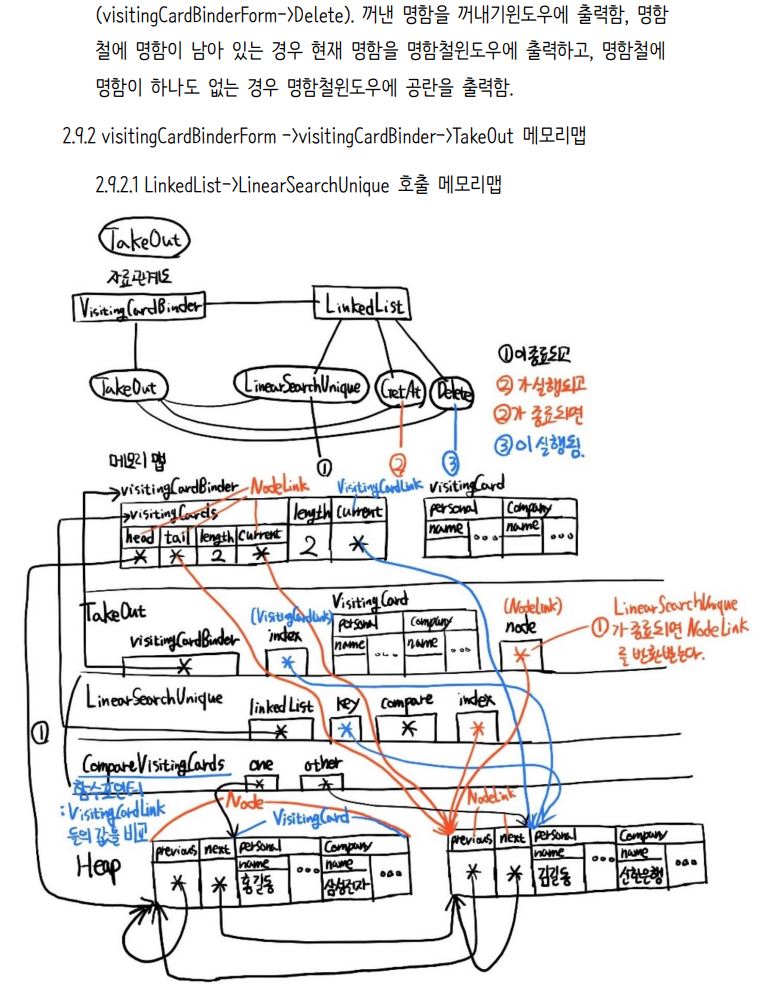 (visitingCardBinderForm->Delete). 꺼낸 명함을 꺼내기윈도우에 출력함, 명함
철에 명함이 남아 있는 경우 현재 명함을 명함철윈도우에 출력하고, 명함철에
명함이 하나도 없는 경우 명함철윈도우에 공란을 출력함.
2.9.2 visitingCardBinderForm ->visitingCardBinder->TakeOut 메모리맵
2.9.2.1 LinkedList->LinearSearchUnique 호출 메모리맵
TakeOut
자료관계도
VisitingCardBinder
LinkedList
TakeOut
LinearSearchUnique
GetAt
Delete
①이 종료되고
②가 실행되고
②가 종료되면
③이 실행됨.
① ② ③
메모리 맵
visitingCardBinder NodeLink VisitingCardLink visitingCard
visitingCards length current personal company
head tail length current name ... name ...
* * 2 * 2 *
TakeOut (VisitingCardLink) VisitingCard (NodeLink) LinearSearchUnique
visitingCardBinder index personal company node ①가 종료되면 NodeLink
* * name ... name ... * 를 반환받는다.
LinearSearchUnique linkedList key compare index
① * * * *
CompareVisitingCards one other
* *
함수포인터
: VisitingCardLink
들의 값을 비교
Node VisitingCard NodeLink
Heap
previous next personal company
name ... name ...
* * 홍길동 삼성전자
previous next personal company
name ... name ...
* * 김길동 신한은행